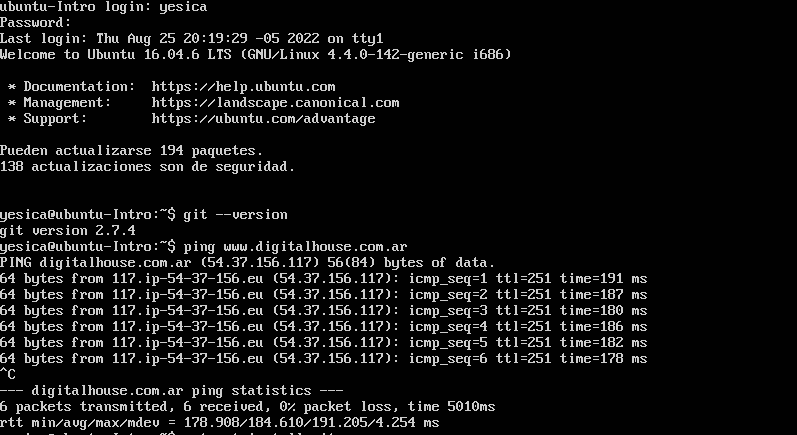 ubuntu-Intro login: yesica
Password:
Last login: Thu Aug 25 20:19:29 -05 2022 on tty1
Welcome to Ubuntu 16.04.6 LTS (GNU/Linux 4.4.0-142-generic i686)

 * Documentation:  https://help.ubuntu.com
 * Management:     https://landscape.canonical.com
 * Support:        https://ubuntu.com/advantage

Pueden actualizarse 194 paquetes.
138 actualizaciones son de seguridad.


yesica@ubuntu-Intro:~$ git --version
git version 2.7.4
yesica@ubuntu-Intro:~$ ping www.digitalhouse.com.ar
PING digitalhouse.com.ar (54.37.156.117) 56(84) bytes of data.
64 bytes from 117.ip-54-37-156.eu (54.37.156.117): icmp_seq=1 ttl=251 time=191 ms
64 bytes from 117.ip-54-37-156.eu (54.37.156.117): icmp_seq=2 ttl=251 time=187 ms
64 bytes from 117.ip-54-37-156.eu (54.37.156.117): icmp_seq=3 ttl=251 time=180 ms
64 bytes from 117.ip-54-37-156.eu (54.37.156.117): icmp_seq=4 ttl=251 time=186 ms
64 bytes from 117.ip-54-37-156.eu (54.37.156.117): icmp_seq=5 ttl=251 time=182 ms
64 bytes from 117.ip-54-37-156.eu (54.37.156.117): icmp_seq=6 ttl=251 time=178 ms
^C
--- digitalhouse.com.ar ping statistics ---
6 packets transmitted, 6 received, 0% packet loss, time 5010ms
rtt min/avg/max/mdev = 178.908/184.610/191.205/4.254 ms